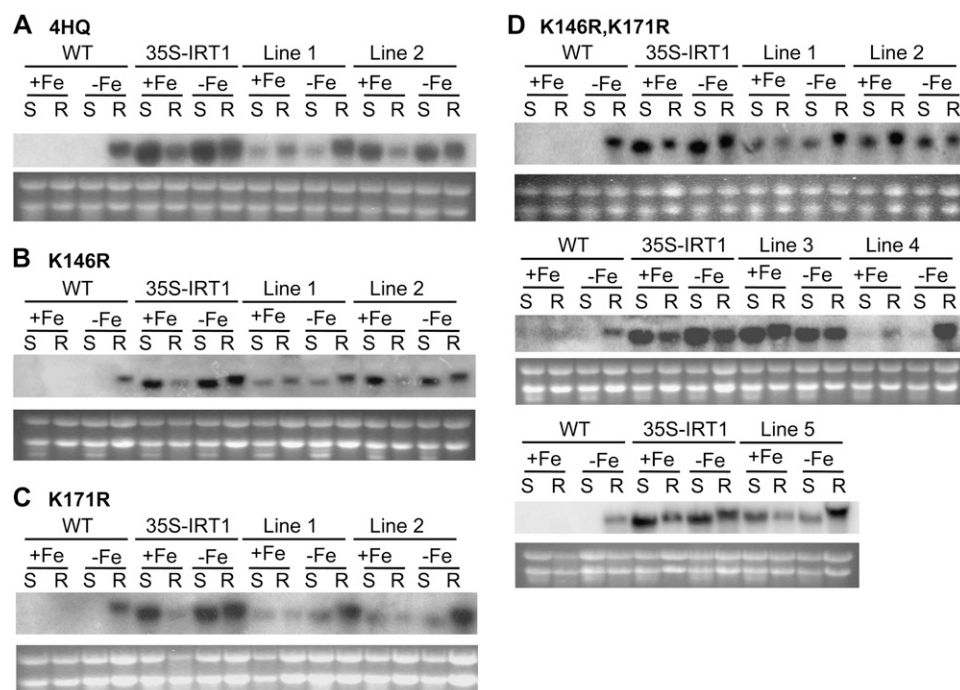 A 4HQ
WT 35S-IRT1 Line 1 Line 2
+Fe -Fe +Fe -Fe +Fe -Fe +Fe -Fe
S R S R S R S R S R S R S R S R
B K146R
WT 35S-IRT1 Line 1 Line 2
+Fe -Fe +Fe -Fe +Fe -Fe +Fe -Fe
S R S R S R S R S R S R S R S R
C K171R
WT 35S-IRT1 Line 1 Line 2
+Fe -Fe +Fe -Fe +Fe -Fe +Fe -Fe
S R S R S R S R S R S R S R S R
D K146R,K171R
WT 35S-IRT1 Line 1 Line 2
+Fe -Fe +Fe -Fe +Fe -Fe +Fe -Fe
S R S R S R S R S R S R S R S R
WT 35S-IRT1 Line 3 Line 4
+Fe -Fe +Fe -Fe +Fe -Fe +Fe -Fe
S R S R S R S R S R S R S R S R
WT 35S-IRT1 Line 5
+Fe -Fe +Fe -Fe +Fe -Fe
S R S R S R S R S R S R